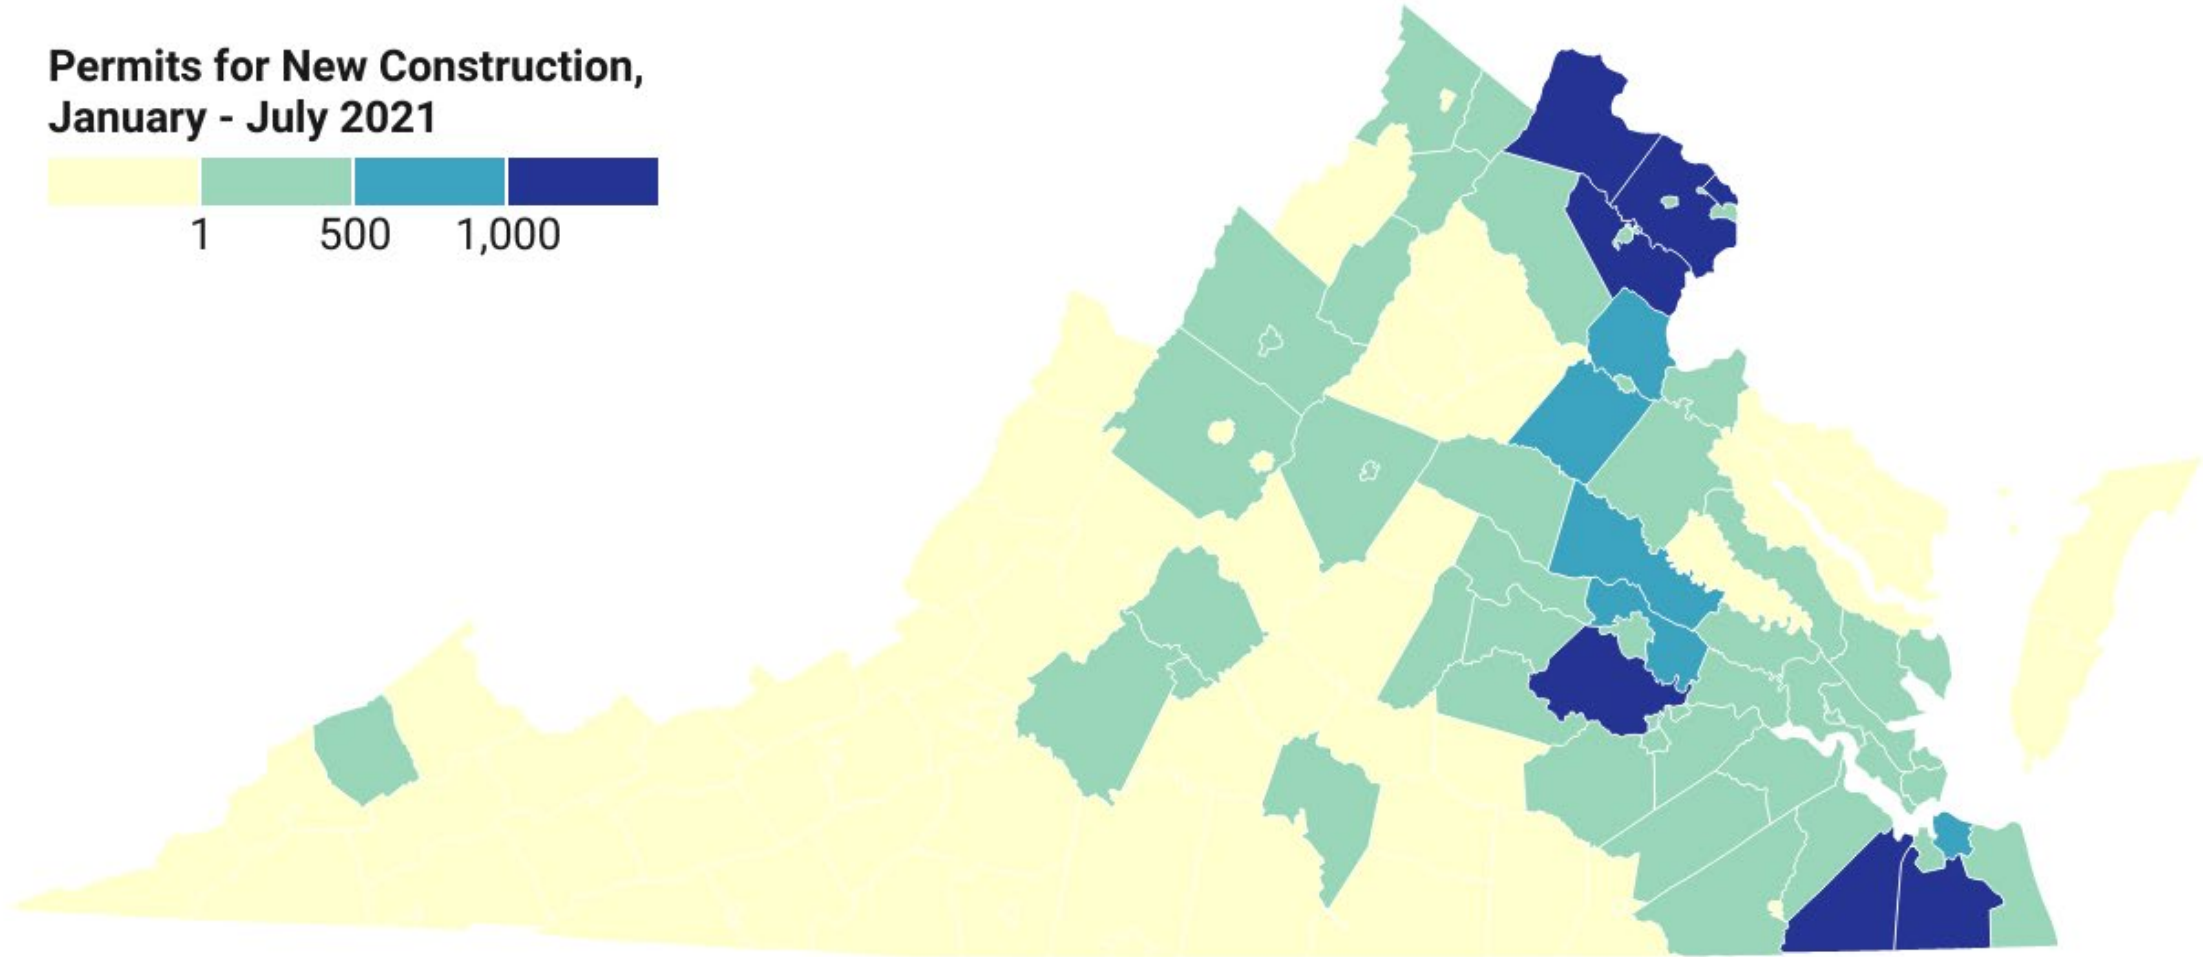 Permits for New Construction,
January - July 2021
1 500 1,000